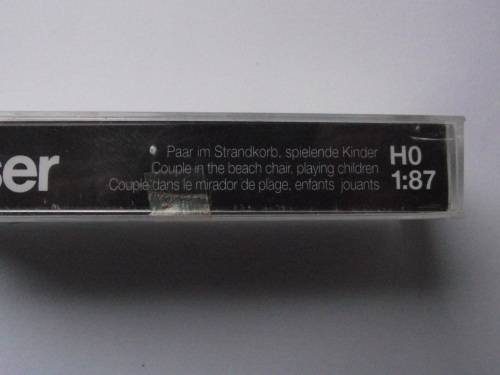 ser
Paar im Strandkorb, spielende Kinder
Couple in the beach chair, playing children
Couple dans le mirador de plage, enfants jouants
H0
1:87